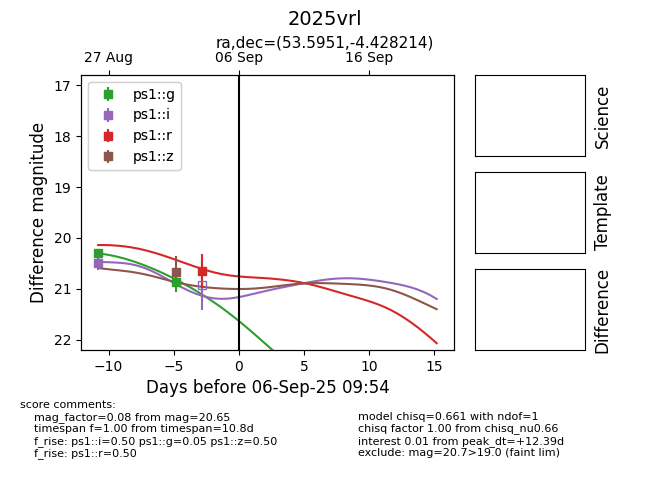 2025vrl
ra,dec=(53.5951,-4.428214)
27 Aug 06 Sep 16 Sep
17
18
19
20
21
22
Difference magnitude
ps1::g
ps1::i
ps1::r
ps1::z
−10 −5 0 5 10 15
Days before 06-Sep-25 09:54
Science
Template
Difference
score comments:
mag_factor=0.08 from mag=20.65
timespan f=1.00 from timespan=10.8d
f_rise: ps1::i=0.50 ps1::g=0.05 ps1::z=0.50
f_rise: ps1::r=0.50
model chisq=0.661 with ndof=1
chisq factor 1.00 from chisq_nu0.66
interest 0.01 from peak_dt=+12.39d
exclude: mag=20.7>19.0 (faint lim)